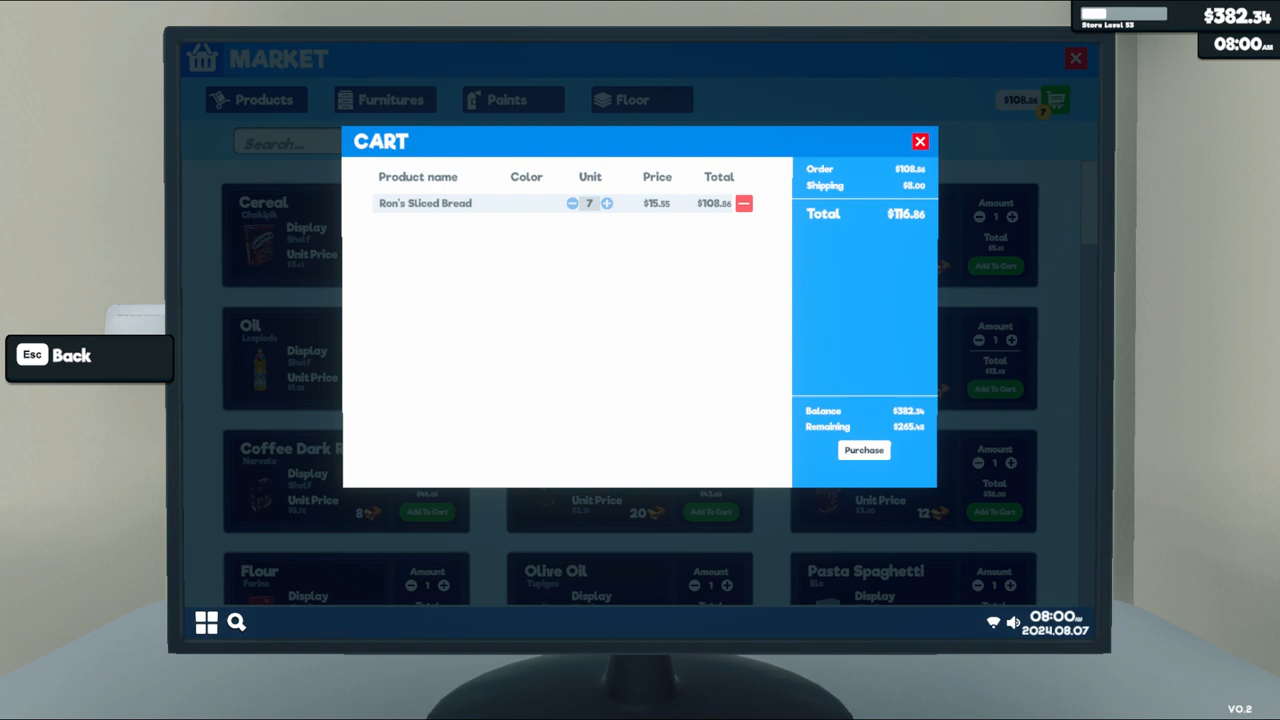 $382.34
Store Level 53
08:00AM
MARKET
Products
Furnitures
Paints
Floor
$108.86
7
Search...
CART
Product name Color Unit Price Total
Ron's Sliced Bread 7 $15.55 $108.86
Order $108.86
Shipping $8.00
Total $116.86
Balance $382.34
Remaining $265.48
Purchase
Esc Back
Cereal
Chokipik
Display
Shelf
Unit Price
Amount
1
Total
Add To Cart
Oil
Display
Shelf
Unit Price
Amount
1
Total
Add To Cart
Coffee Dark R
Display
Shelf
Unit Price
8
Add To Cart
Unit Price
20
Add To Cart
Amount
1
Total
$36.00
Unit Price
$3.00
12
Add To Cart
Flour
Amount
1
Display
Olive Oil
Amount
1
Display
Pasta Spaghetti
Amount
1
Display
08:00AM
2024.08.07
V0.2